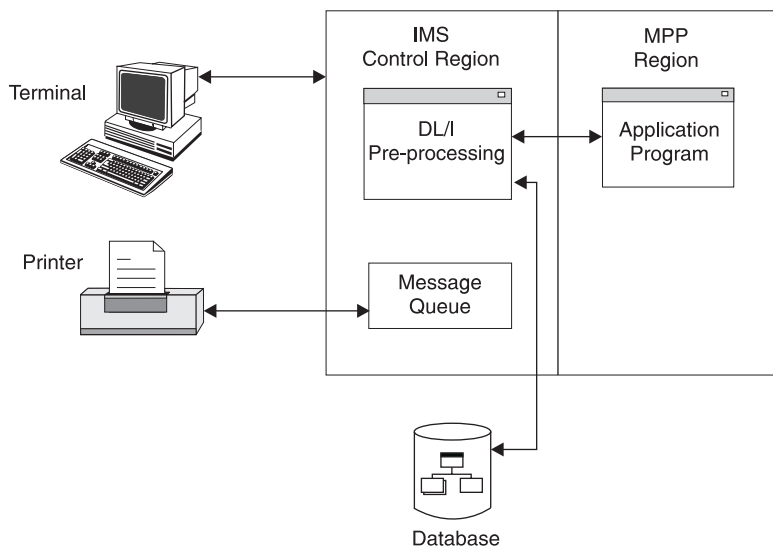 IMS
Control Region
MPP
Region
Terminal
DL/I
Pre-processing
Application
Program
Printer
Message
Queue
Database